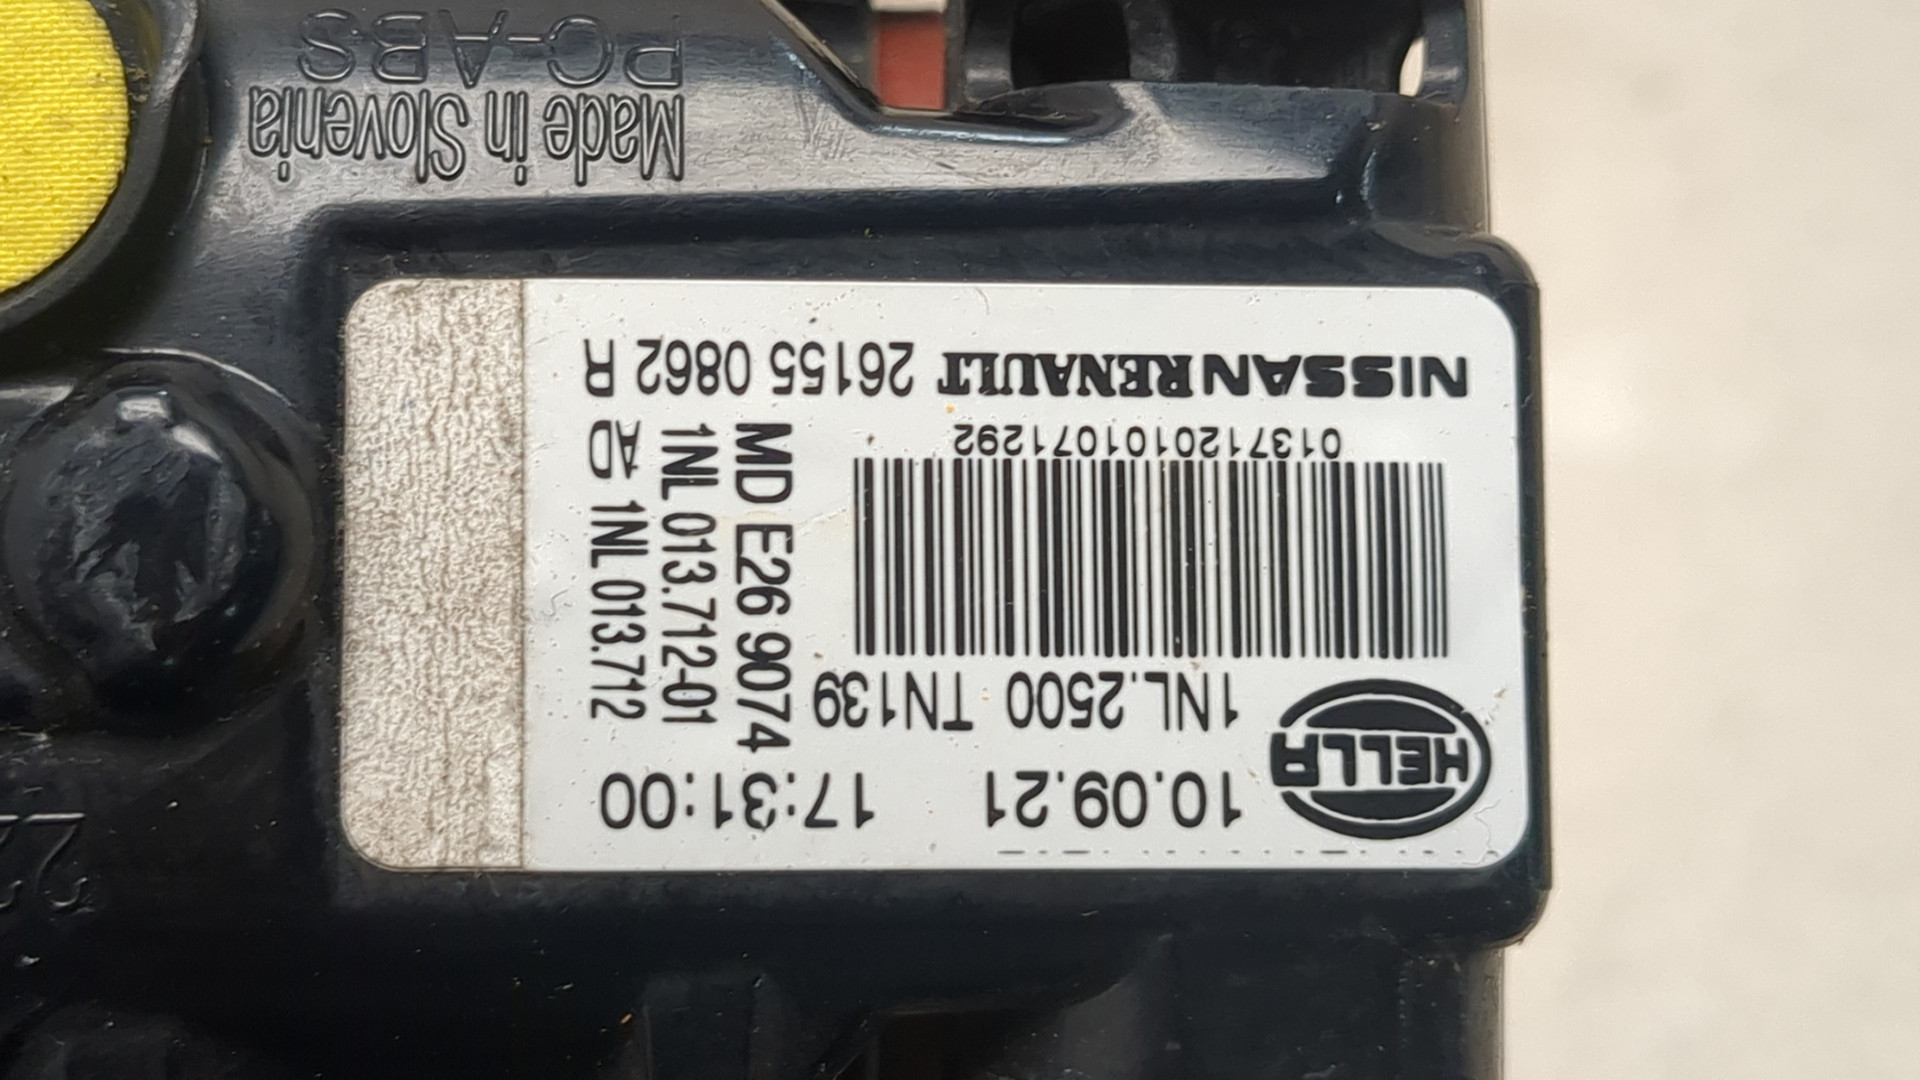 HELLA
10.09.21 17:31:00
1NL.2500 TN139
0137120101071292
MD E26 9074
1NL 013.712-01
1NL 013.712
NISSAN RENAULT 26155 0862 R
Made in Slovenia
PC-ABS